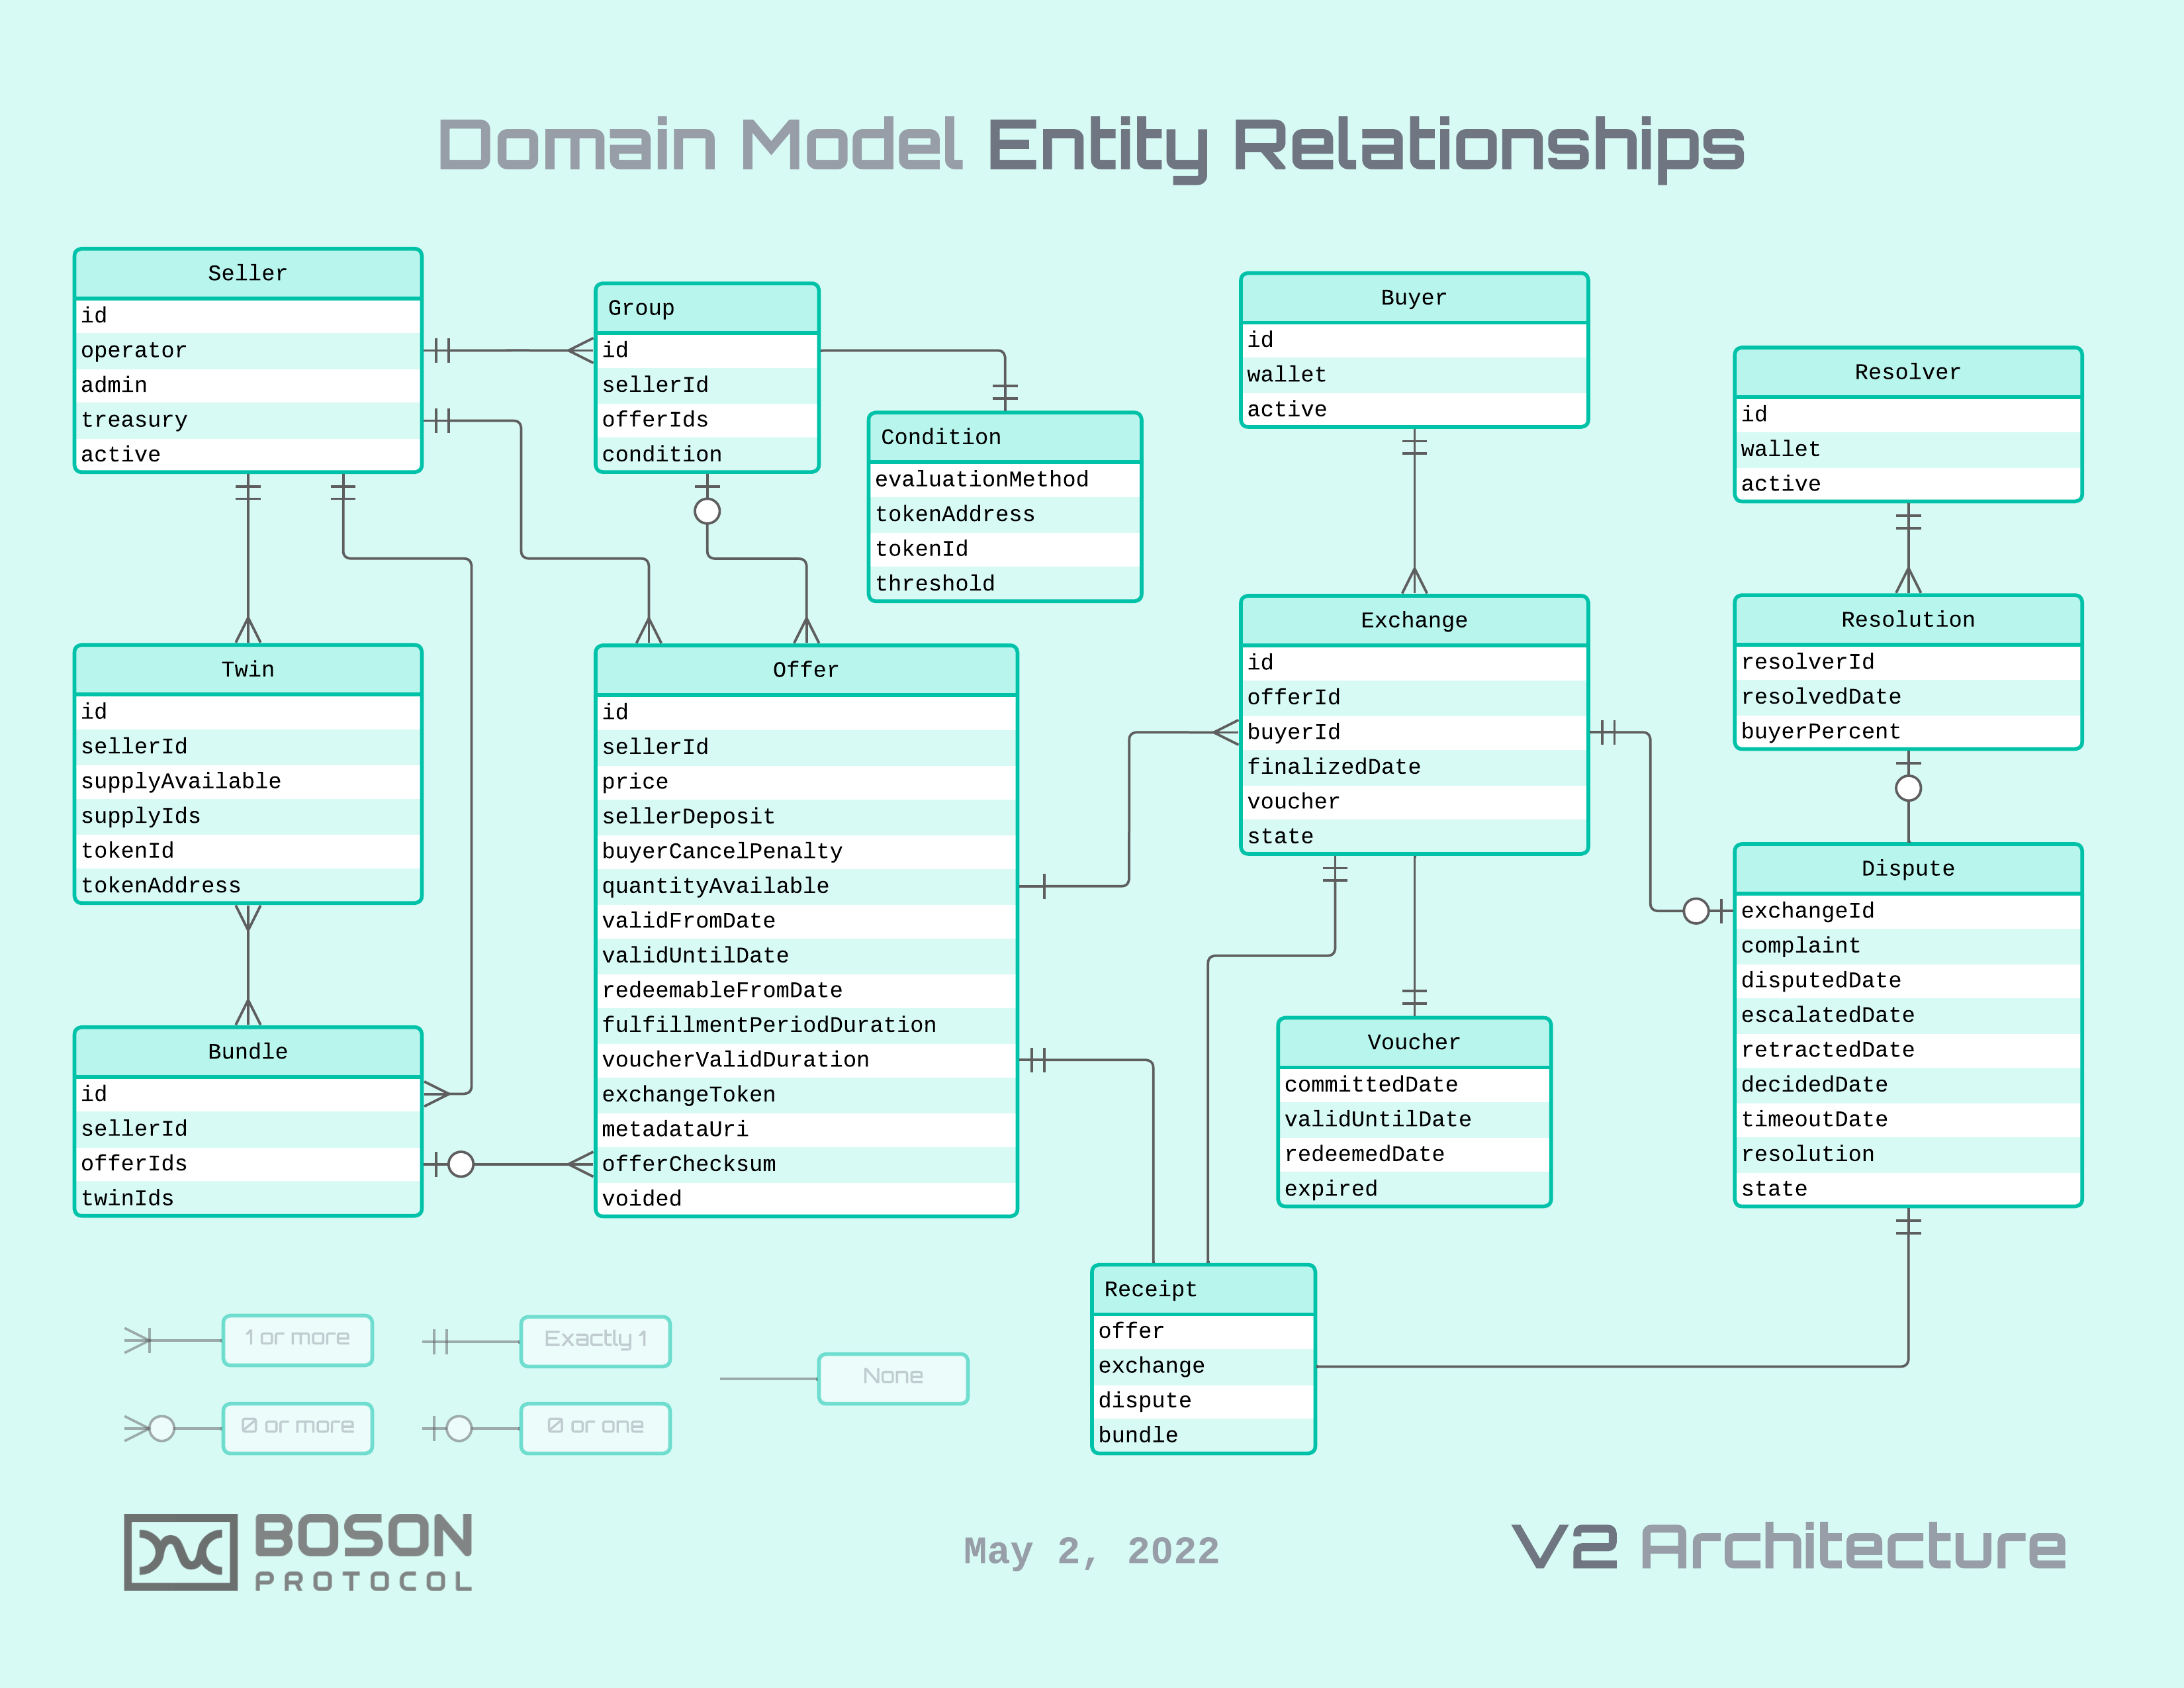 Domain Model Entity Relationships
Seller
id
operator
admin
treasury
active
Group
id
sellerId
offerIds
condition
Condition
evaluationMethod
tokenAddress
tokenId
threshold
Buyer
id
wallet
active
Resolver
id
wallet
active
Twin
id
sellerId
supplyAvailable
supplyIds
tokenId
tokenAddress
Offer
id
sellerId
price
sellerDeposit
buyerCancelPenalty
quantityAvailable
validFromDate
validUntilDate
redeemableFromDate
fulfillmentPeriodDuration
voucherValidDuration
exchangeToken
metadataUri
offerChecksum
voided
Exchange
id
offerId
buyerId
finalizedDate
voucher
state
Resolution
resolverId
resolvedDate
buyerPercent
Bundle
id
sellerId
offerIds
twinIds
Voucher
committedDate
validUntilDate
redeemedDate
expired
Dispute
exchangeId
complaint
disputedDate
escalatedDate
retractedDate
decidedDate
timeoutDate
resolution
state
Receipt
offer
exchange
dispute
bundle
1 or more
Exactly 1
None
0 or more
0 or one
BOSON
PROTOCOL
May 2, 2022
V2 Architecture